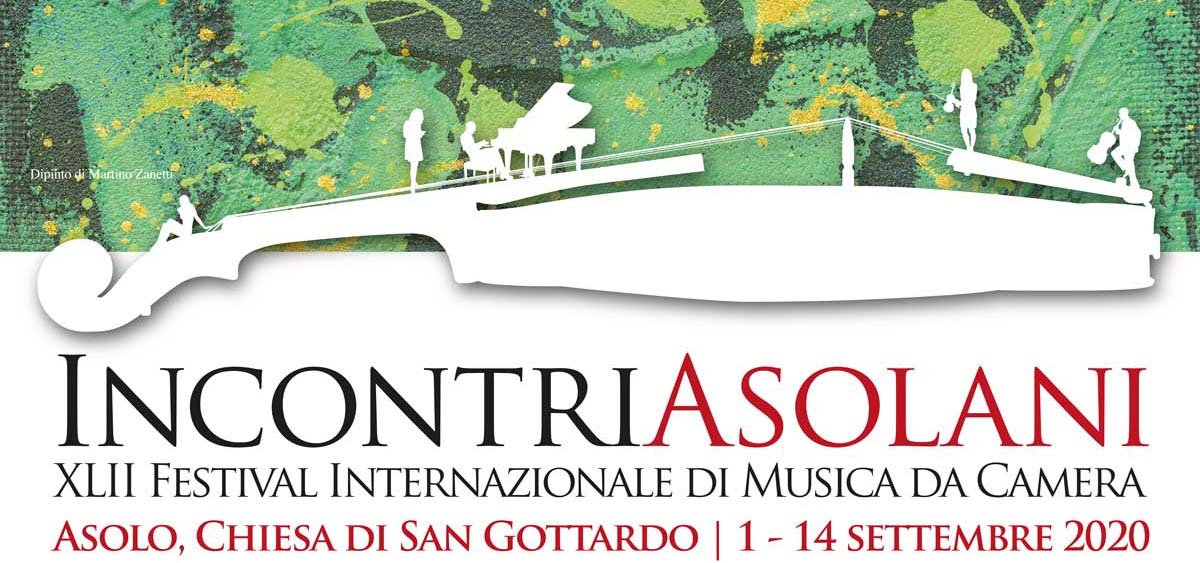 Dipinto di Martino Zanetti
INCONTRIASOLANI
XLII FESTIVAL INTERNAZIONALE DI MUSICA DA CAMERA
ASOLO, CHIESA DI SAN GOTTARDO | 1 - 14 SETTEMBRE 2020